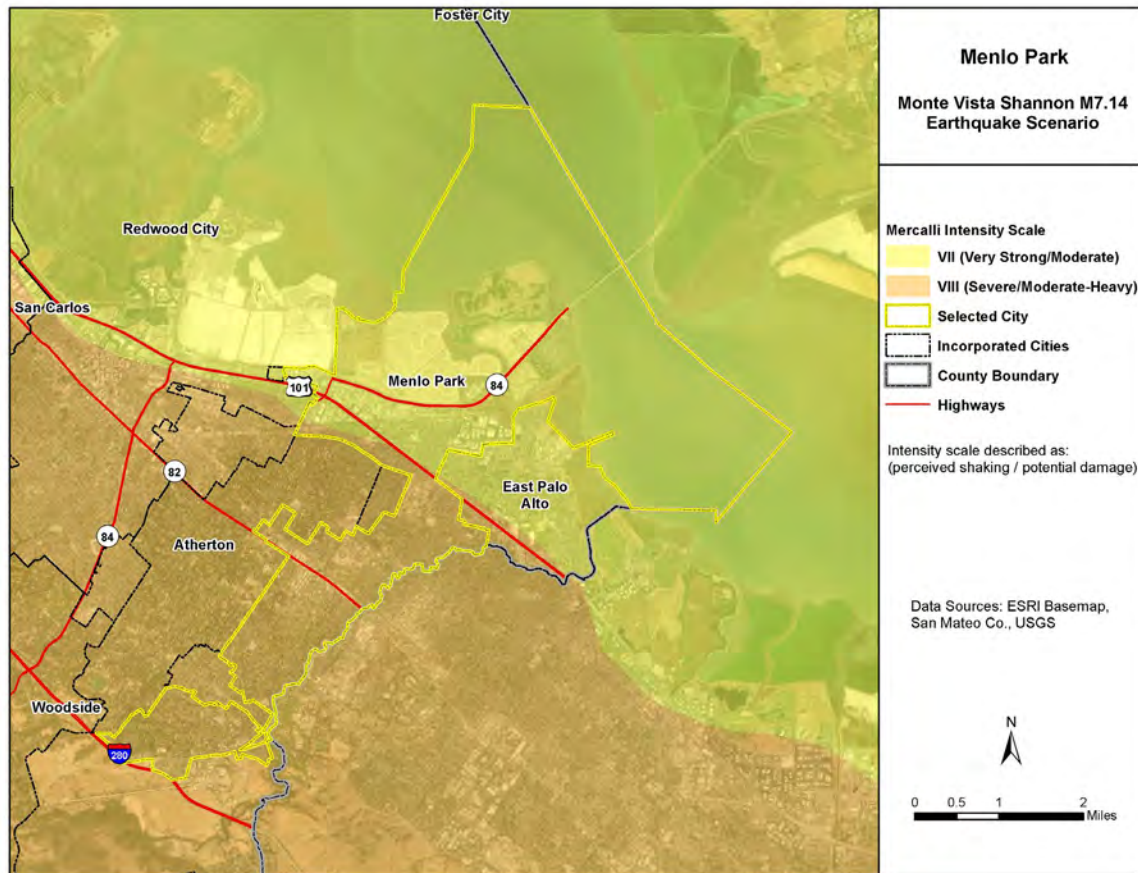 Foster City
Redwood City
San Carlos
101
Menlo Park
84
82
East Palo
Alto
84
Atherton
Woodside
280
Menlo Park
Monte Vista Shannon M7.14
Earthquake Scenario
Mercalli Intensity Scale
VII (Very Strong/Moderate)
VIII (Severe/Moderate-Heavy)
Selected City
Incorporated Cities
County Boundary
Highways
Intensity scale described as:
(perceived shaking / potential damage)
Data Sources: ESRI Basemap,
San Mateo Co., USGS
N
0 0.5 1 2
Miles